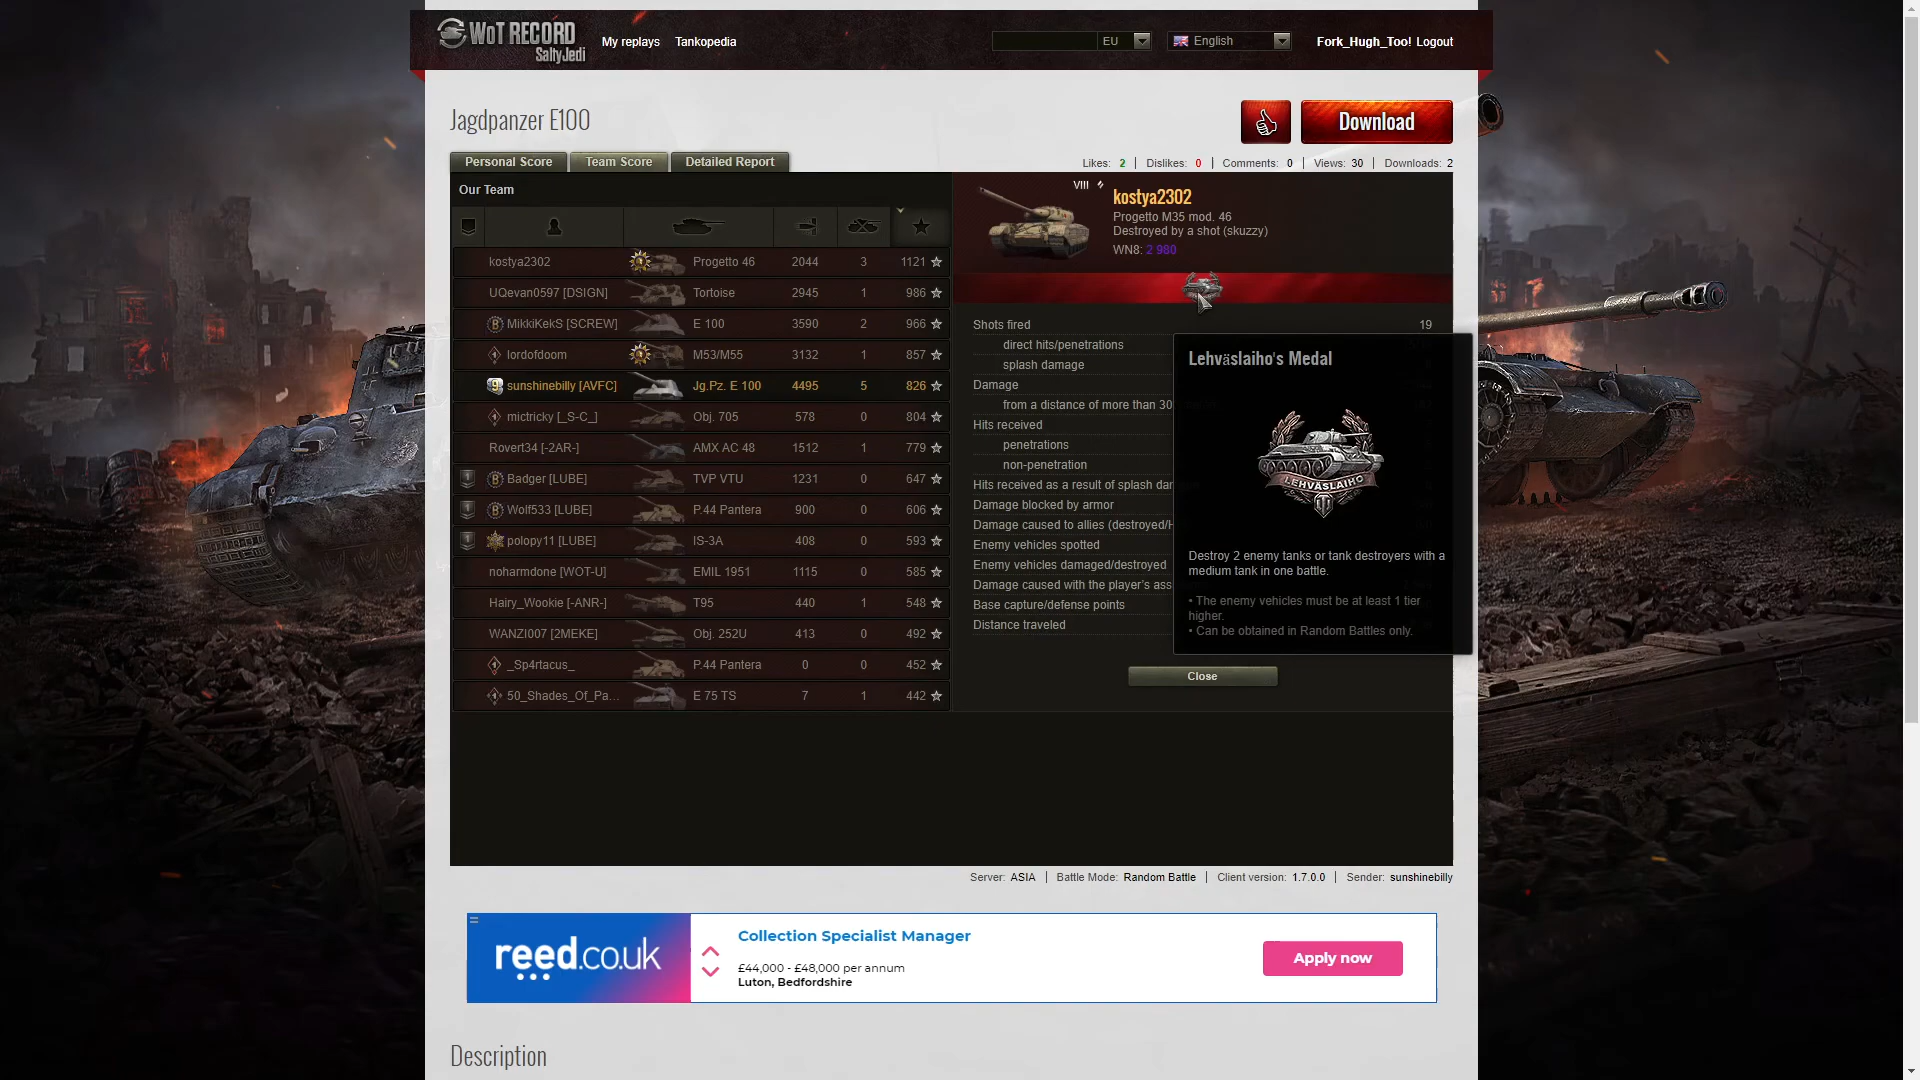 WoT RECORD
SaltyJedi
My replays
Tankopedia
EU
English
Fork_Hugh_Too! Logout
Jagdpanzer E100
Download
Personal Score
Team Score
Detailed Report
Likes: 2 | Dislikes: 0 | Comments: 0 | Views: 30 | Downloads: 2
Our Team
kostya2302 Progetto 46 2044 3 1121
UQevan0597 [DSIGN] Tortoise 2945 1 986
MikkiKekS [SCREW] E 100 3590 2 966
lordofdoom M53/M55 3132 1 857
sunshinebilly [AVFC] Jg.Pz. E 100 4495 5 826
mictricky [_S-C_] Obj. 705 578 0 804
Rovert34 [-2AR-] AMX AC 48 1512 1 779
Badger [LUBE] TVP VTU 1231 0 647
Wolf533 [LUBE] P.44 Pantera 900 0 606
polopy11 [LUBE] IS-3A 408 0 593
noharmdone [WOT-U] EMIL 1951 1115 0 585
Hairy_Wookie [-ANR-] T95 440 1 548
WANZI007 [2MEKE] Obj. 252U 413 0 492
_Sp4rtacus_ P.44 Pantera 0 0 452
50_Shades_Of_Pa... E 75 TS 7 1 442
VIII
kostya2302
Progetto M35 mod. 46
Destroyed by a shot (skuzzy)
WN8: 2 980
Shots fired 19
direct hits/penetrations
splash damage
Damage
from a distance of more than 30
Hits received
penetrations
non-penetration
Hits received as a result of splash dar
Damage blocked by armor
Damage caused to allies (destroyed/
Enemy vehicles spotted
Enemy vehicles damaged/destroyed
Damage caused with the player's ass
Base capture/defense points
Distance traveled
Lehväslaiho's Medal
LEHVÄSLAIHO
Destroy 2 enemy tanks or tank destroyers with a
medium tank in one battle.
• The enemy vehicles must be at least 1 tier
higher.
• Can be obtained in Random Battles only.
Close
Server: ASIA | Battle Mode: Random Battle | Client version: 1.7.0.0 | Sender: sunshinebilly
reed.co.uk
Collection Specialist Manager
£44,000 - £48,000 per annum
Luton, Bedfordshire
Apply now
Description